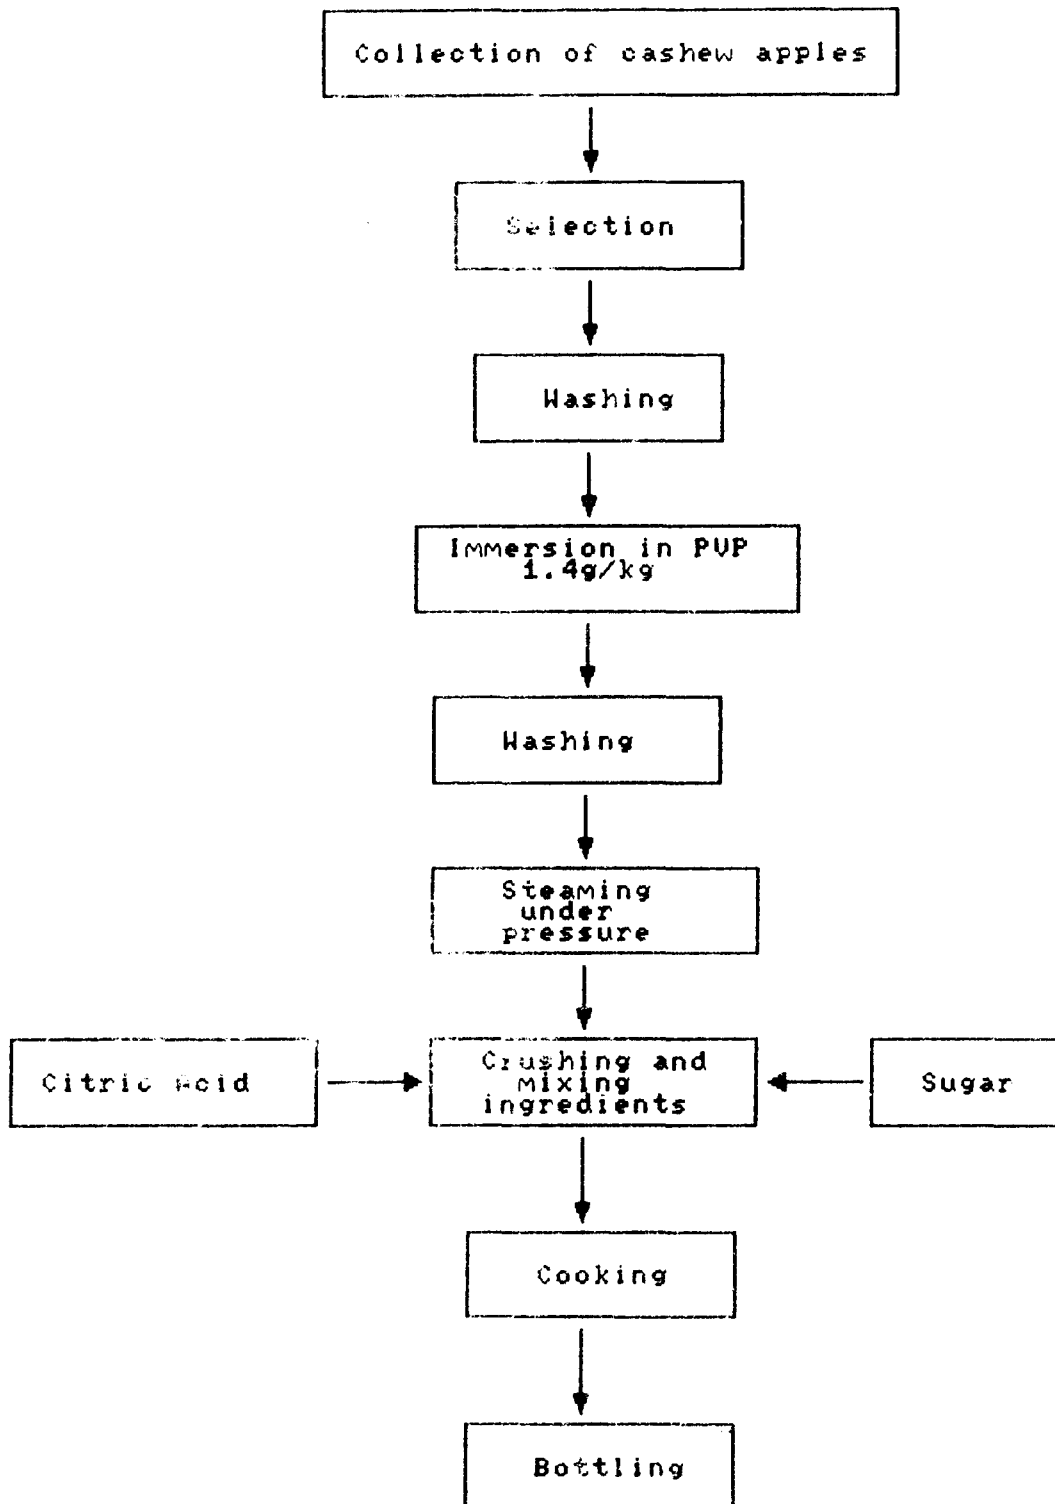 Collection of cashew apples
Selection
Washing
Immersion in PVP
1.4g/kg
Washing
Steaming
under
pressure
Citric Acid
Crushing and
mixing
ingredients
Sugar
Cooking
Bottling